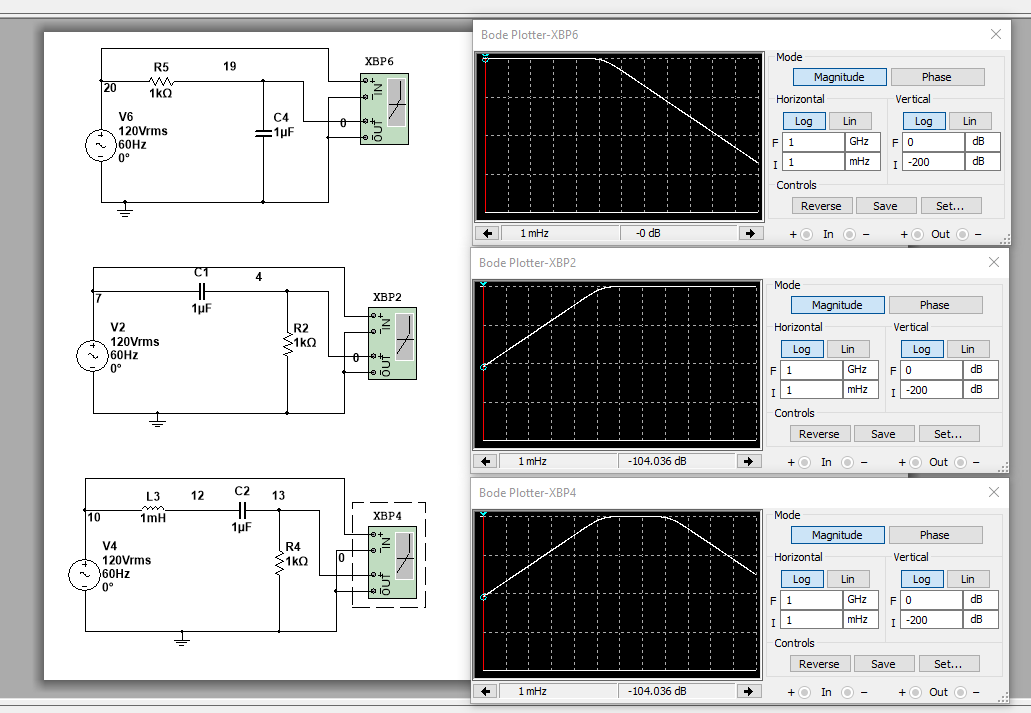 XBP6
R5
19
20
1kΩ
IN
OUT
V6
120Vrms
60Hz
0°
C4
1µF
0
C1
4
XBP2
7
1µF
IN
OUT
V2
120Vrms
60Hz
0°
R2
1kΩ
0
L3
12
C2
13
XBP4
10
1mH
1µF
IN
OUT
V4
120Vrms
60Hz
0°
R4
1kΩ
0
Bode Plotter-XBP6
Mode
Magnitude Phase
Horizontal Vertical
Log Lin Log Lin
F 1 GHz F 0 dB
I 1 mHz I -200 dB
Controls
Reverse Save Set...
1 mHz -0 dB
+ In − + Out −
Bode Plotter-XBP2
Mode
Magnitude Phase
Horizontal Vertical
Log Lin Log Lin
F 1 GHz F 0 dB
I 1 mHz I -200 dB
Controls
Reverse Save Set...
1 mHz -104.036 dB
+ In − + Out −
Bode Plotter-XBP4
Mode
Magnitude Phase
Horizontal Vertical
Log Lin Log Lin
F 1 GHz F 0 dB
I 1 mHz I -200 dB
Controls
Reverse Save Set...
1 mHz -104.036 dB
+ In − + Out −